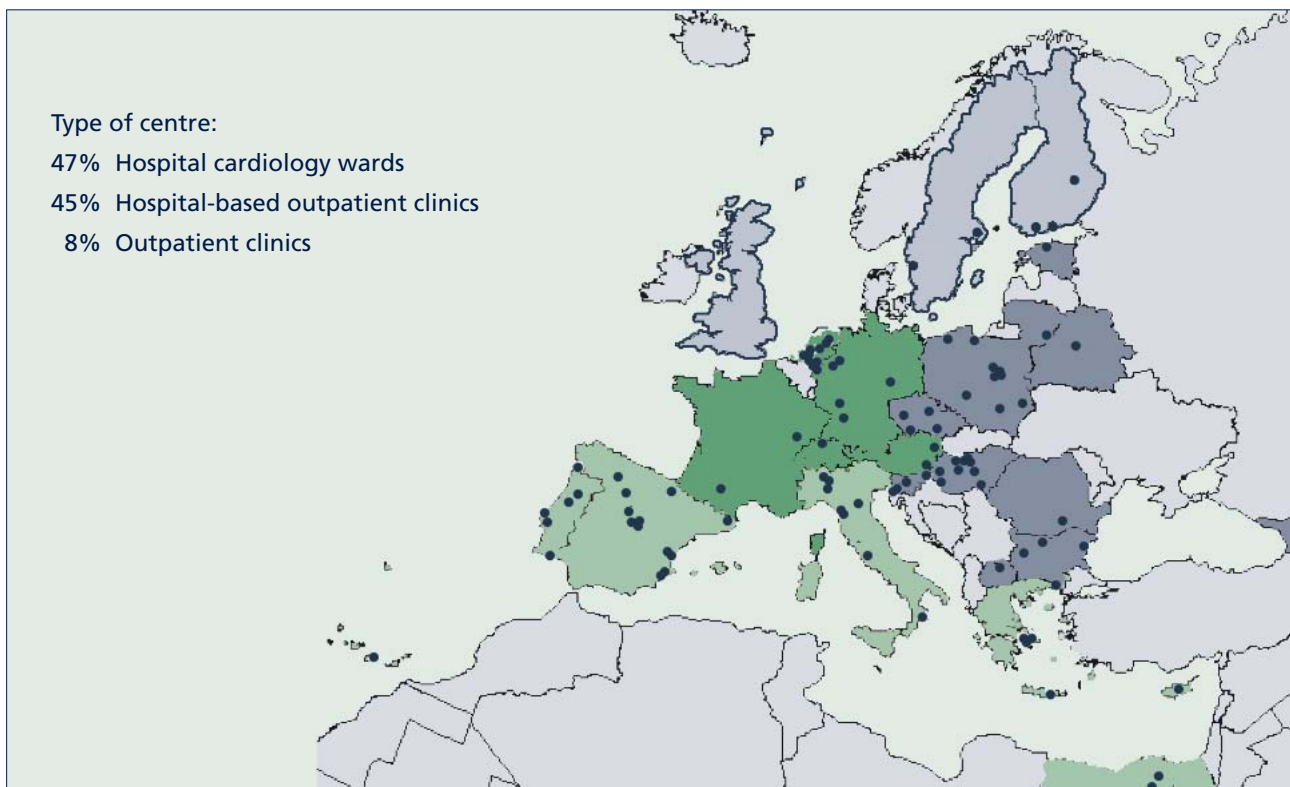 Type of centre:
47% Hospital cardiology wards
45% Hospital-based outpatient clinics
8% Outpatient clinics